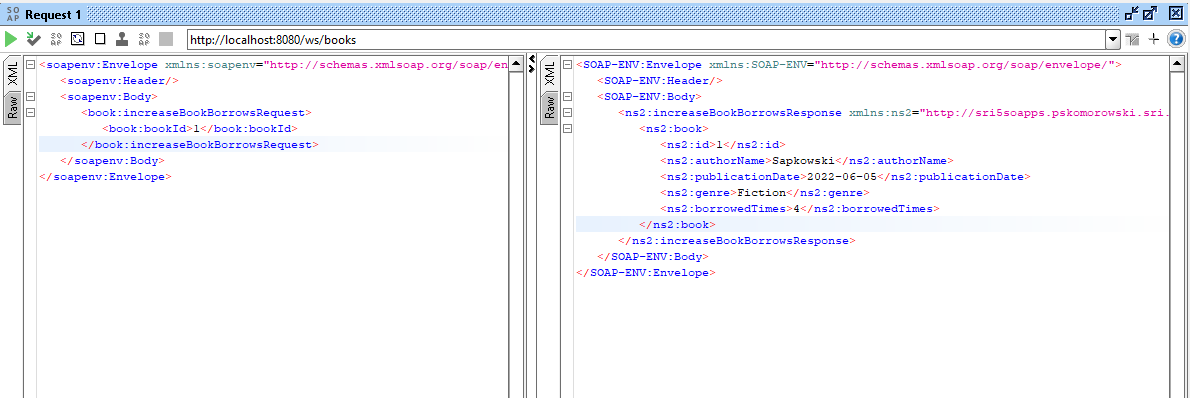 SO
AP
Request 1
SO
AP
SO
AP
http://localhost:8080/ws/books
XML
Raw
<soapenv:Envelope xmlns:soapenv="http://schemas.xmlsoap.org/soap/en
<soapenv:Header/>
<soapenv:Body>
<book:increaseBookBorrowsRequest>
<book:bookId>1</book:bookId>
</book:increaseBookBorrowsRequest>
</soapenv:Body>
</soapenv:Envelope>
XML
Raw
<SOAP-ENV:Envelope xmlns:SOAP-ENV="http://schemas.xmlsoap.org/soap/envelope/">
<SOAP-ENV:Header/>
<SOAP-ENV:Body>
<ns2:increaseBookBorrowsResponse xmlns:ns2="http://sri5soapps.pskomorowski.sri.
<ns2:book>
<ns2:id>1</ns2:id>
<ns2:authorName>Sapkowski</ns2:authorName>
<ns2:publicationDate>2022-06-05</ns2:publicationDate>
<ns2:genre>Fiction</ns2:genre>
<ns2:borrowedTimes>4</ns2:borrowedTimes>
</ns2:book>
</ns2:increaseBookBorrowsResponse>
</SOAP-ENV:Body>
</SOAP-ENV:Envelope>